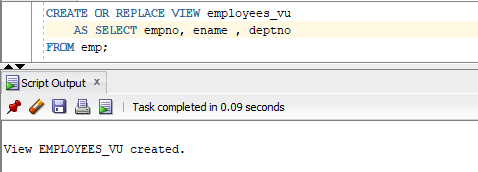 CREATE OR REPLACE VIEW employees_vu
AS SELECT empno, ename , deptno
FROM emp;
Script Output x
Task completed in 0.09 seconds
View EMPLOYEES_VU created.